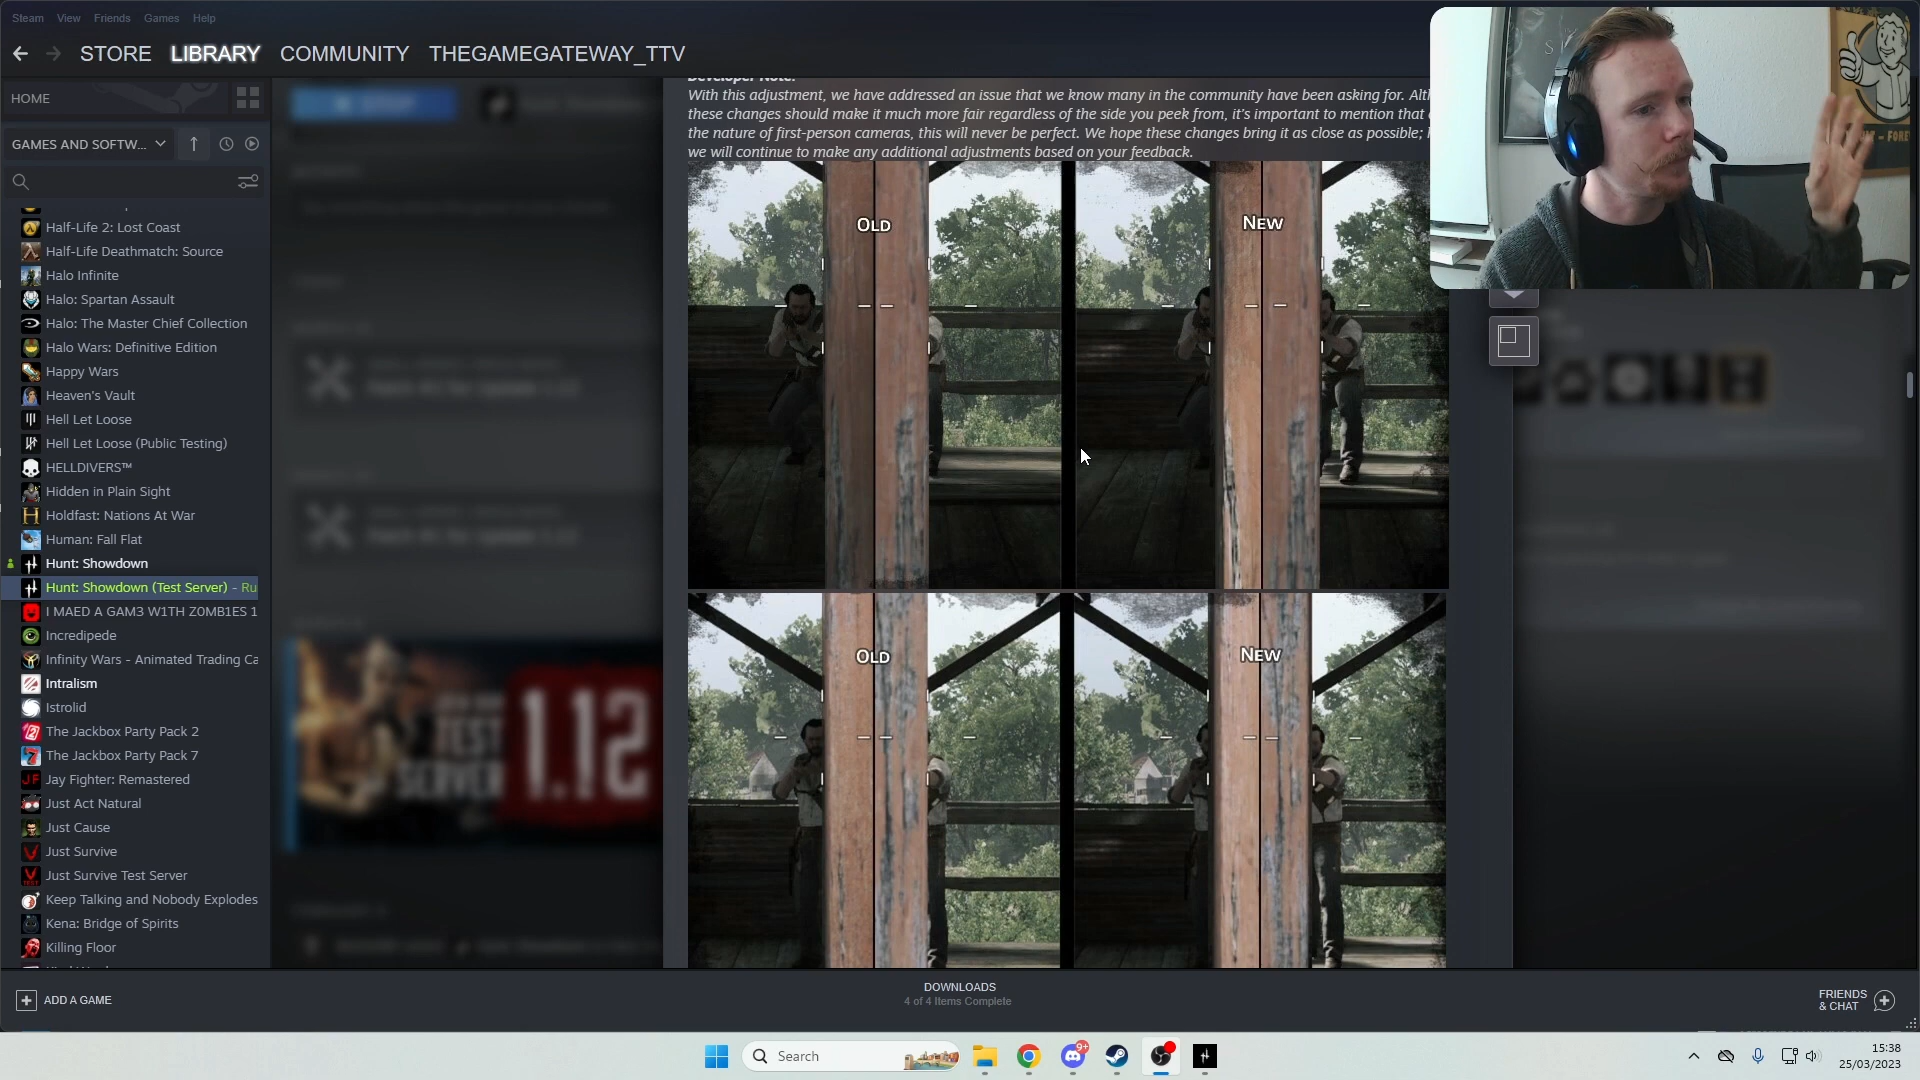 Steam View Friends Games Help
STORE LIBRARY COMMUNITY THEGAMEGATEWAY_TTV
HOME
GAMES AND SOFTW...
Half-Life 2: Lost Coast
Half-Life Deathmatch: Source
Halo Infinite
Halo: Spartan Assault
Halo: The Master Chief Collection
Halo Wars: Definitive Edition
Happy Wars
Heaven's Vault
Hell Let Loose
Hell Let Loose (Public Testing)
HELLDIVERS™
Hidden in Plain Sight
Holdfast: Nations At War
Human: Fall Flat
Hunt: Showdown
Hunt: Showdown (Test Server) - Ru
I MAED A GAM3 W1TH Z0MB1ES 1
Incredipede
Infinity Wars - Animated Trading Ca
Intralism
Istrolid
The Jackbox Party Pack 2
The Jackbox Party Pack 7
Jay Fighter: Remastered
Just Act Natural
Just Cause
Just Survive
Just Survive Test Server
Keep Talking and Nobody Explodes
Kena: Bridge of Spirits
Killing Floor
STOP
TEST
SERVER
1.12
Developer Note:
With this adjustment, we have addressed an issue that we know many in the community have been asking for. Alt
these changes should make it much more fair regardless of the side you peek from, it's important to mention that
the nature of first-person cameras, this will never be perfect. We hope these changes bring it as close as possible;
we will continue to make any additional adjustments based on your feedback.
OLD
NEW
OLD
NEW
ADD A GAME
DOWNLOADS
4 of 4 Items Complete
FRIENDS
& CHAT
Search
9+
15:38
25/03/2023